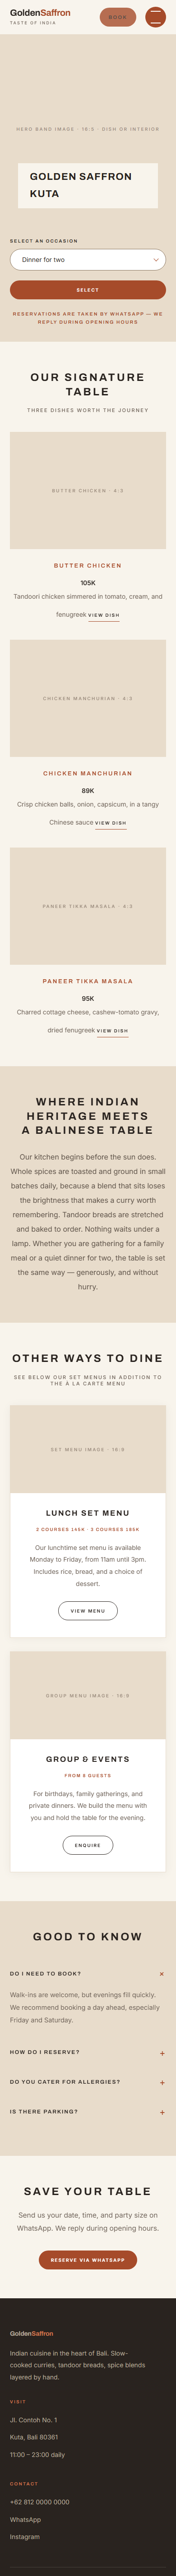 GoldenSaffron
TASTE OF INDIA
BOOK
HERO BAND IMAGE · 16:9 · DISH OR INTERIOR
GOLDEN SAFFRON
KUTA
SELECT AN OCCASION
Dinner for two
SELECT
RESERVATIONS ARE TAKEN BY WHATSAPP — WE
REPLY DURING OPENING HOURS
OUR SIGNATURE
TABLE
THREE DISHES WORTH THE JOURNEY
BUTTER CHICKEN · 4:3
BUTTER CHICKEN
105K
Tandoori chicken simmered in tomato, cream, and
fenugreek VIEW DISH
CHICKEN MANCHURIAN · 4:3
CHICKEN MANCHURIAN
89K
Crisp chicken balls, onion, capsicum, in a tangy
Chinese sauce VIEW DISH
PANEER TIKKA MASALA · 4:3
PANEER TIKKA MASALA
95K
Charred cottage cheese, cashew-tomato gravy,
dried fenugreek VIEW DISH
WHERE INDIAN
HERITAGE MEETS
A BALINESE TABLE
Our kitchen begins before the sun does.
Whole spices are toasted and ground in small
batches daily, because a blend that sits loses
the brightness that makes a curry worth
remembering. Tandoor breads are stretched
and baked to order. Nothing waits under a
lamp. Whether you are gathering for a family
meal or a quiet dinner for two, the table is set
the same way — generously, and without
hurry.
OTHER WAYS TO DINE
SEE BELOW OUR SET MENUS IN ADDITION TO
THE À LA CARTE MENU
SET MENU IMAGE · 16:9
LUNCH SET MENU
2 COURSES 145K · 3 COURSES 185K
Our lunchtime set menu is available
Monday to Friday, from 11am until 3pm.
Includes rice, bread, and a choice of
dessert.
VIEW MENU
GROUP MENU IMAGE · 16:9
GROUP & EVENTS
FROM 8 GUESTS
For birthdays, family gatherings, and
private dinners. We build the menu with
you and hold the table for the evening.
ENQUIRE
GOOD TO KNOW
DO I NEED TO BOOK?
Walk-ins are welcome, but evenings fill quickly.
We recommend booking a day ahead, especially
Friday and Saturday.
HOW DO I RESERVE?
DO YOU CATER FOR ALLERGIES?
IS THERE PARKING?
SAVE YOUR TABLE
Send us your date, time, and party size on
WhatsApp. We reply during opening hours.
RESERVE VIA WHATSAPP
GoldenSaffron
Indian cuisine in the heart of Bali. Slow-
cooked curries, tandoor breads, spice blends
layered by hand.
VISIT
Jl. Contoh No. 1
Kuta, Bali 80361
11:00 – 23:00 daily
CONTACT
+62 812 0000 0000
WhatsApp
Instagram